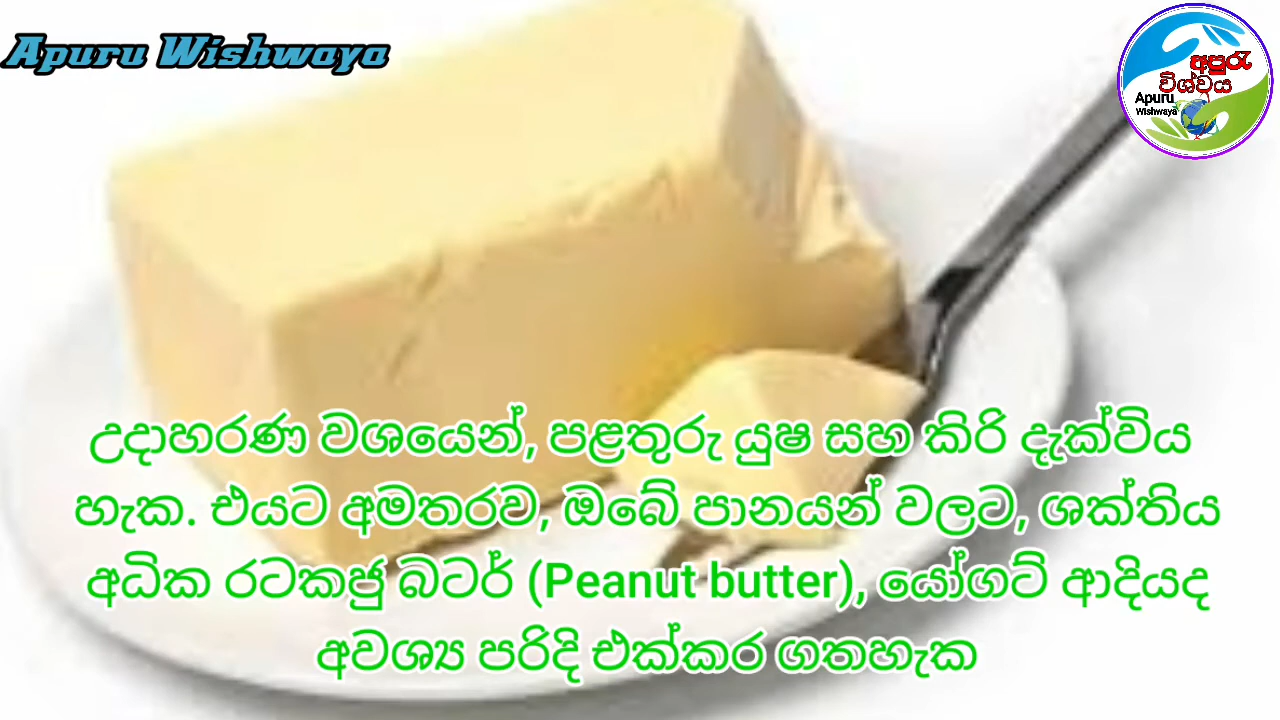 Apuru Wishwaya
අපුරු
විශ්වය
Apuru
Wishwaya
උදාහරණ වශයෙන්, පළතුරු යුෂ සහ කිරි දැක්විය
හැක. එයට අමතරව, ඔබේ පානයන් වලට, ශක්තිය
අධික රටකජු බටර් (Peanut butter), යෝගට් ආදියද
අවශ්‍ය පරිදි එක්කර ගතහැක